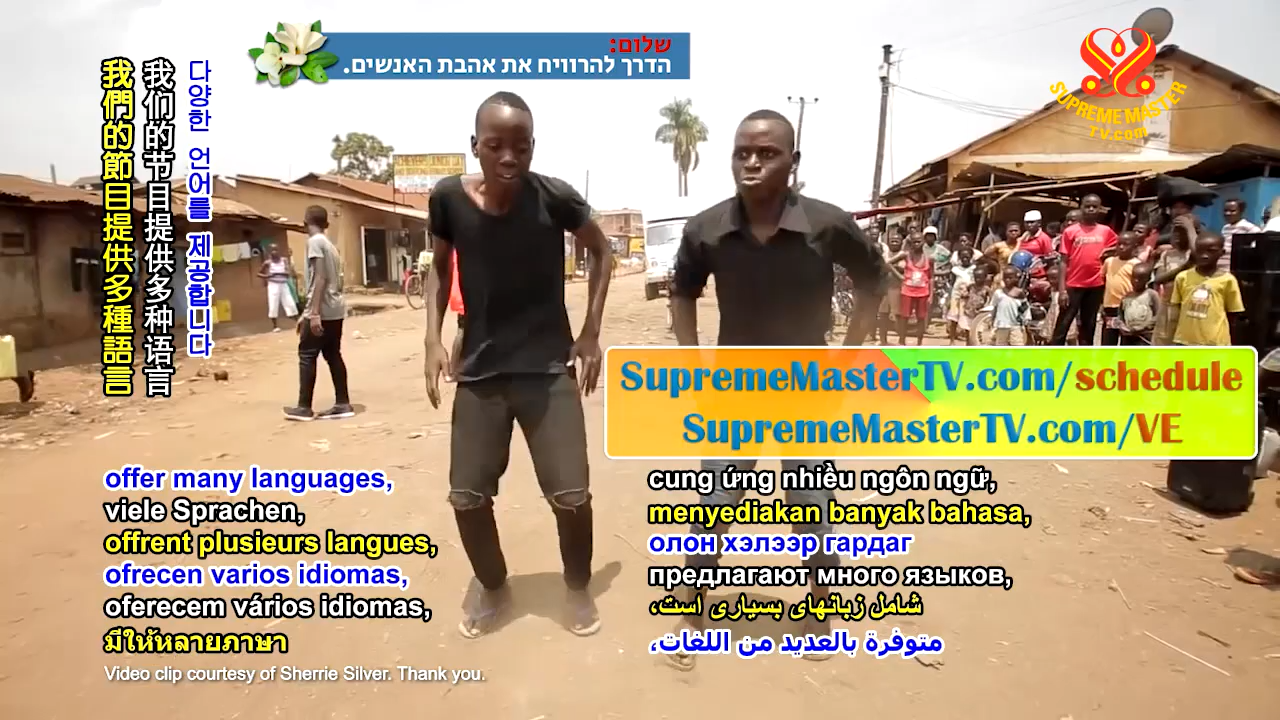 שלום:
הדרך להרוויח את אהבת האנשים.
SUPREME MASTER
TV.com
我們的節目提供多種語言
我们的节目提供多种语言
다양한 언어를 제공합니다
SupremeMasterTV.com/schedule
SupremeMasterTV.com/VE
offer many languages,
viele Sprachen,
offrent plusieurs langues,
ofrecen varios idiomas,
oferecem vários idiomas,
มีให้หลายภาษา
cung ứng nhiều ngôn ngữ,
menyediakan banyak bahasa,
олон хэлээр гардаг
предлагают много языков,
شامل زبانهای بسیاری است،
متوفرة بالعديد من اللغات،
Video clip courtesy of Sherrie Silver. Thank you.